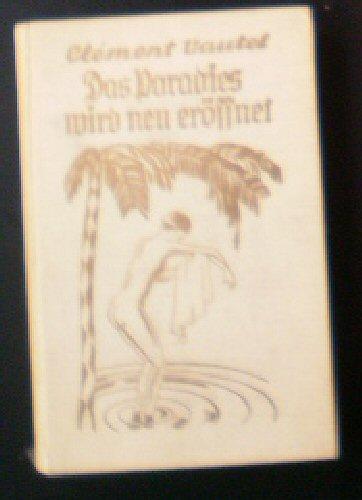 Clément Vautel
Das Paradies
wird neu eröffnet